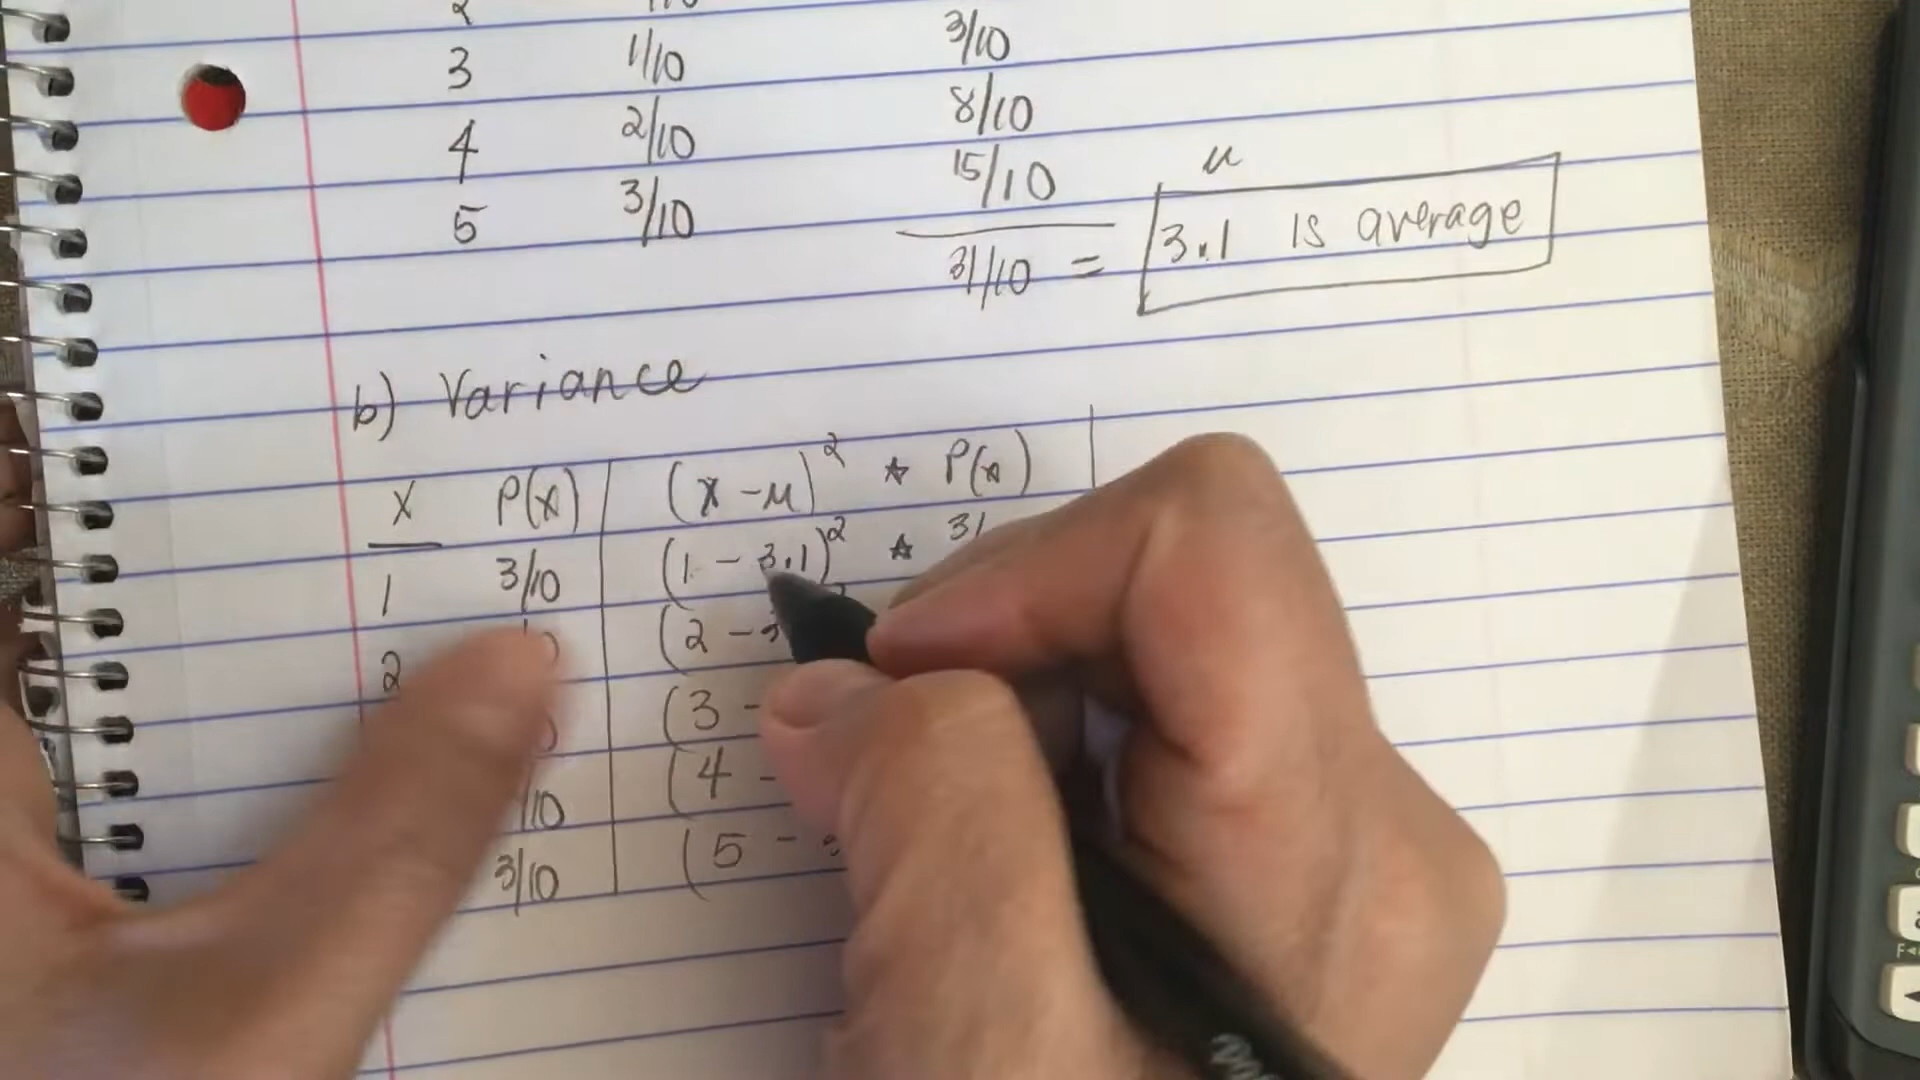 2
3 1/10 3/10
4 2/10 8/10
5 3/10 15/10
μ
31/10 = 3.1 is average
b) Variance
X P(x) (x - μ)² * P(x)
1 3/10 (1 - 3.1)² * 3/
2 (2 -
(3 -
/10 (4 -
3/10 (5 -